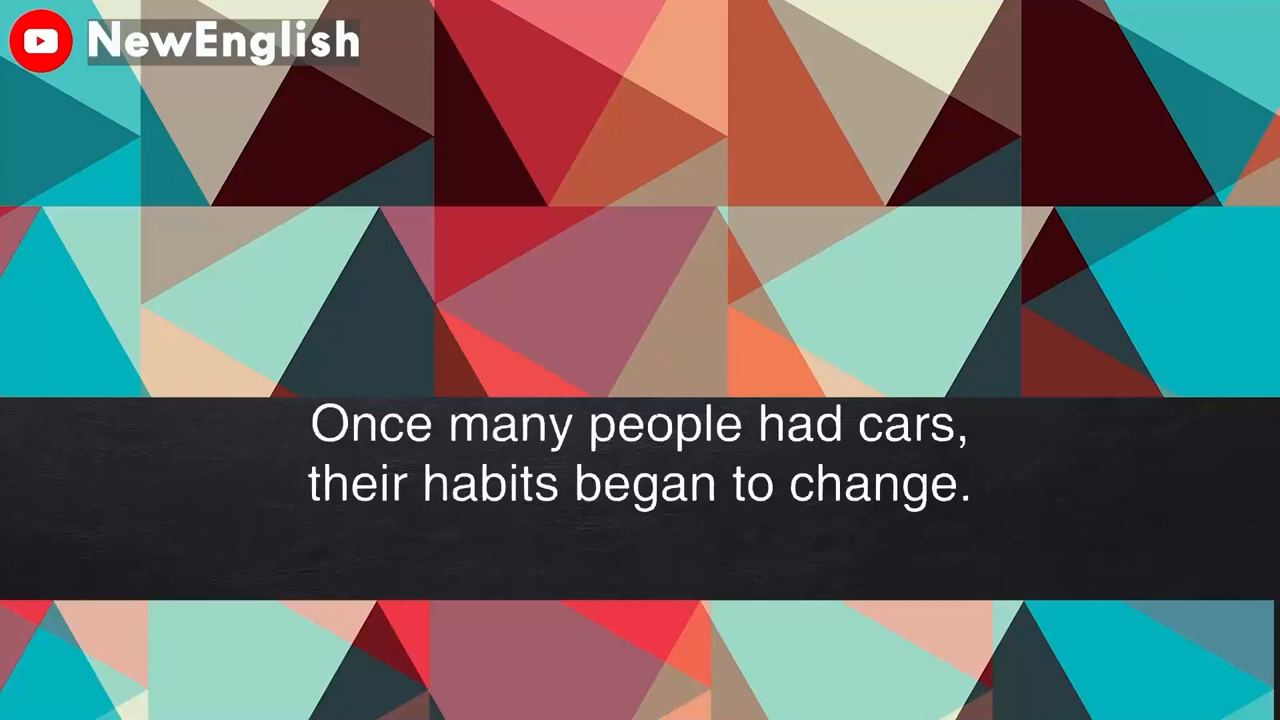 NewEnglish
Once many people had cars,
their habits began to change.